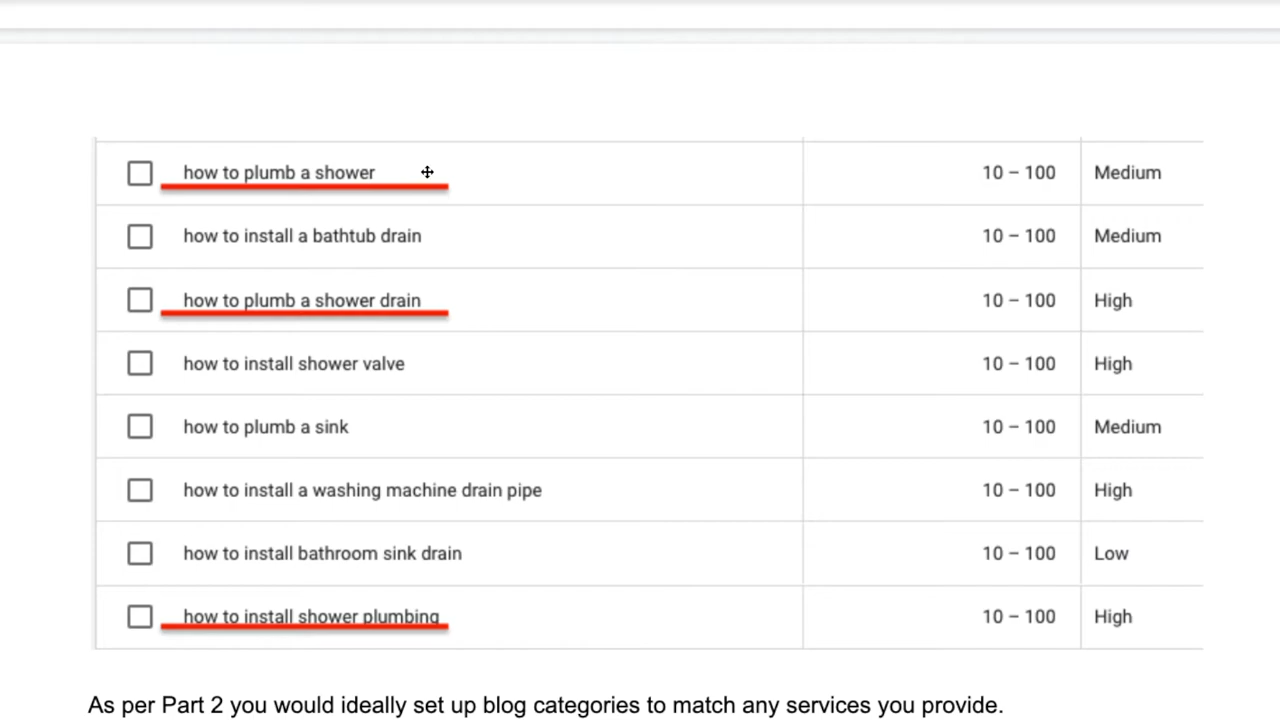 how to plumb a shower 10 – 100 Medium
how to install a bathtub drain 10 – 100 Medium
how to plumb a shower drain 10 – 100 High
how to install shower valve 10 – 100 High
how to plumb a sink 10 – 100 Medium
how to install a washing machine drain pipe 10 – 100 High
how to install bathroom sink drain 10 – 100 Low
how to install shower plumbing 10 – 100 High
As per Part 2 you would ideally set up blog categories to match any services you provide.